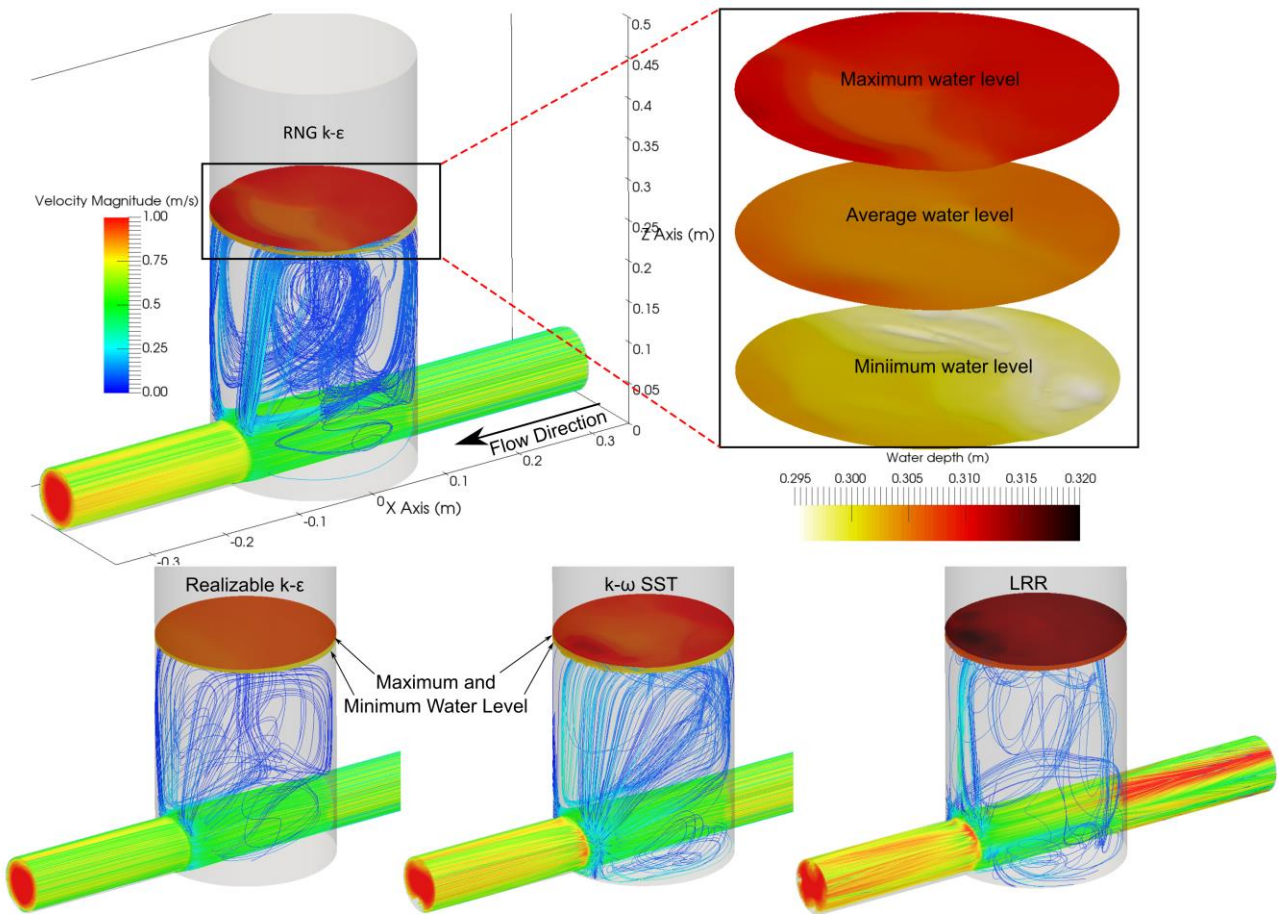 RNG k-ε
Velocity Magnitude (m/s)
1.00
0.75
0.5
0.25
0.00
0.5
0.45
0.4
0.35
0.3
0.25
Z Axis (m)
0.2
0.15
0.1
0.05
0
Flow Direction
0.3
0.2
0.1
0
X Axis (m)
-0.1
-0.2
-0.3
Maximum water level
Average water level
Miniimum water level
Water depth (m)
0.295 0.300 0.305 0.310 0.315 0.320
Realizable k-ε
k-ω SST
LRR
Maximum and
Minimum Water Level